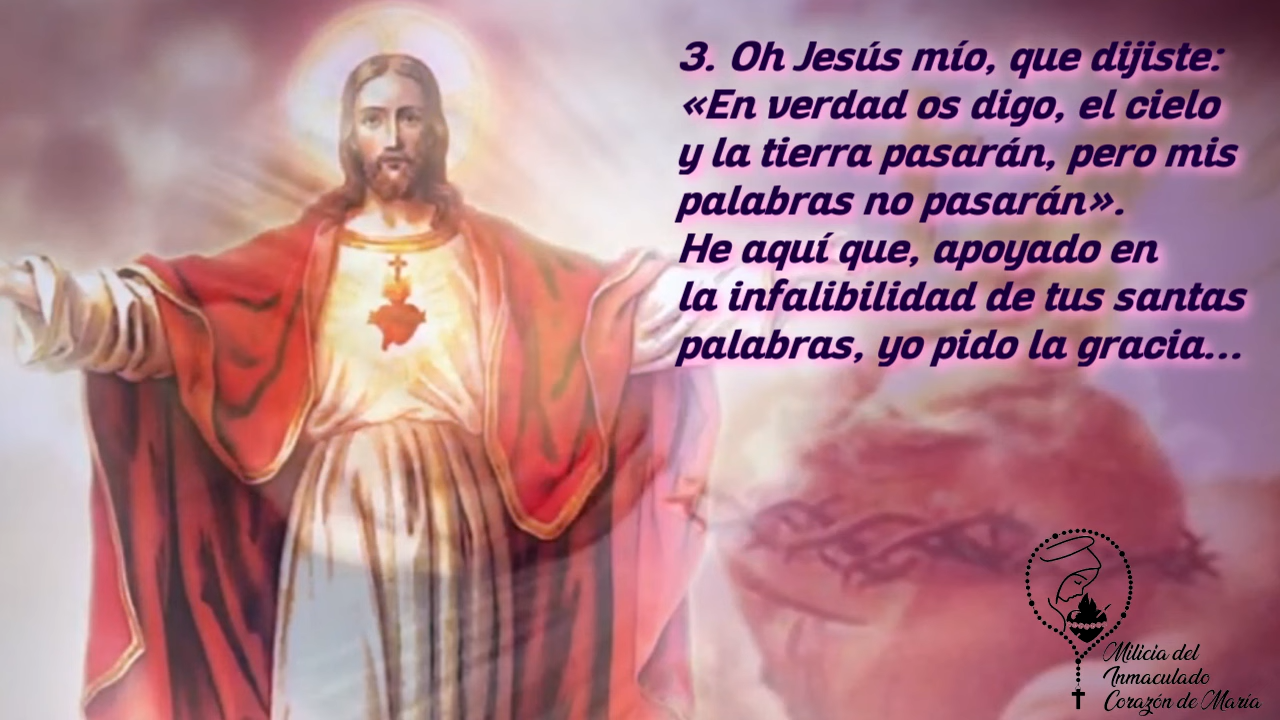 3. Oh Jesús mío, que dijiste:
«En verdad os digo, el cielo
y la tierra pasarán, pero mis
palabras no pasarán».
He aquí que, apoyado en
la infalibilidad de tus santas
palabras, yo pido la gracia...
Milicia del
Inmaculado
Corazón de María